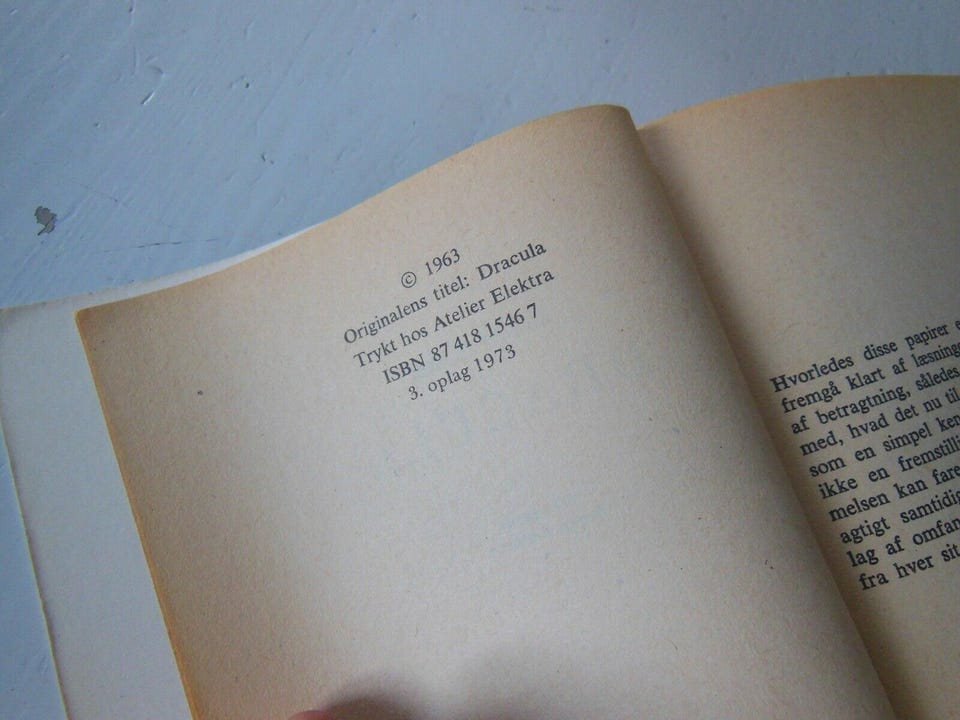 © 1963
Originalens titel: Dracula
Trykt hos Atelier Elektra
ISBN 87 418 1546 7
3. oplag 1973
Hvorledes disse papirer
fremgå klart af
af betragtning, således
med, hvad det nu
som en simpel
ikke en
melsen kan
agtigt
lag af
fra hver